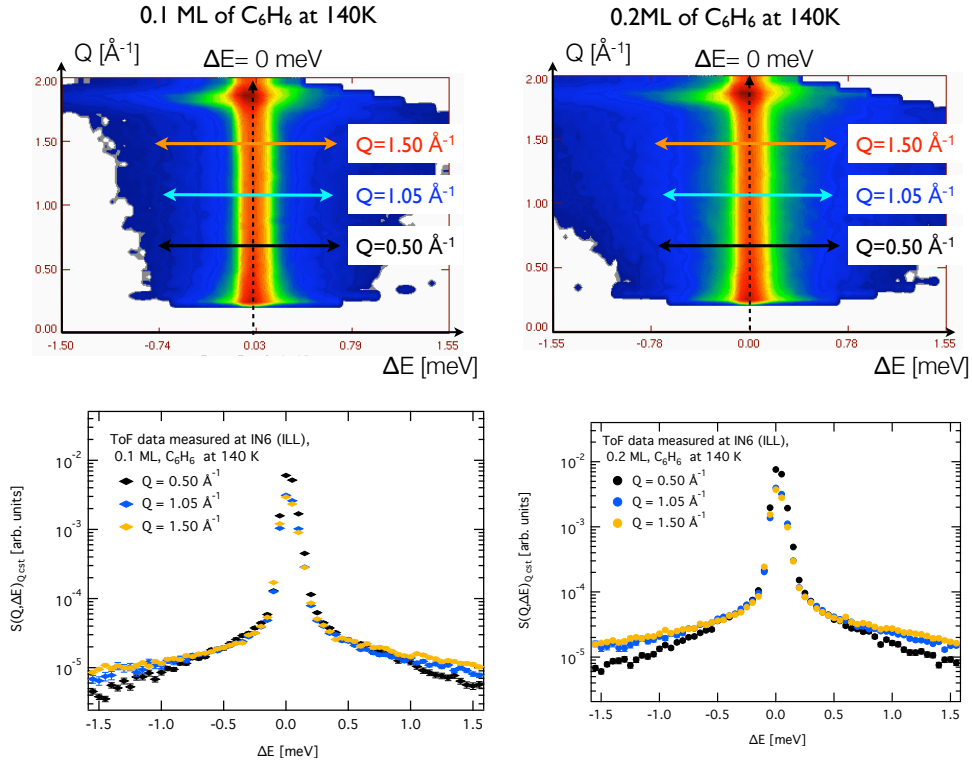 0.1 ML of C₆H₆ at 140K
0.2ML of C₆H₆ at 140K
Q [Å⁻¹]
ΔE= 0 meV
2.00
1.50
1.00
0.50
0.00
Q=1.50 Å⁻¹
Q=1.05 Å⁻¹
Q=0.50 Å⁻¹
-1.50
-0.74
0.03
0.79
1.55
ΔE [meV]
Q [Å⁻¹]
ΔE= 0 meV
2.00
1.50
1.00
0.50
0.00
Q=1.50 Å⁻¹
Q=1.05 Å⁻¹
Q=0.50 Å⁻¹
-1.55
-0.78
0.00
0.78
1.55
ΔE [meV]
S(Q,ΔE)Q cst [arb. units]
10⁻²
10⁻³
10⁻⁴
10⁻⁵
ToF data measured at IN6 (ILL),
0.1 ML, C₆H₆ at 140 K
Q = 0.50 Å⁻¹
Q = 1.05 Å⁻¹
Q = 1.50 Å⁻¹
-1.5
-1.0
-0.5
0.0
0.5
1.0
1.5
ΔE [meV]
S(Q,ΔE)Q cst [arb. units]
10⁻²
10⁻³
10⁻⁴
10⁻⁵
ToF data measured at IN6 (ILL),
0.2 ML, C₆H₆ at 140 K
Q = 0.50 Å⁻¹
Q = 1.05 Å⁻¹
Q = 1.50 Å⁻¹
-1.5
-1.0
-0.5
0.0
0.5
1.0
1.5
ΔE [meV]